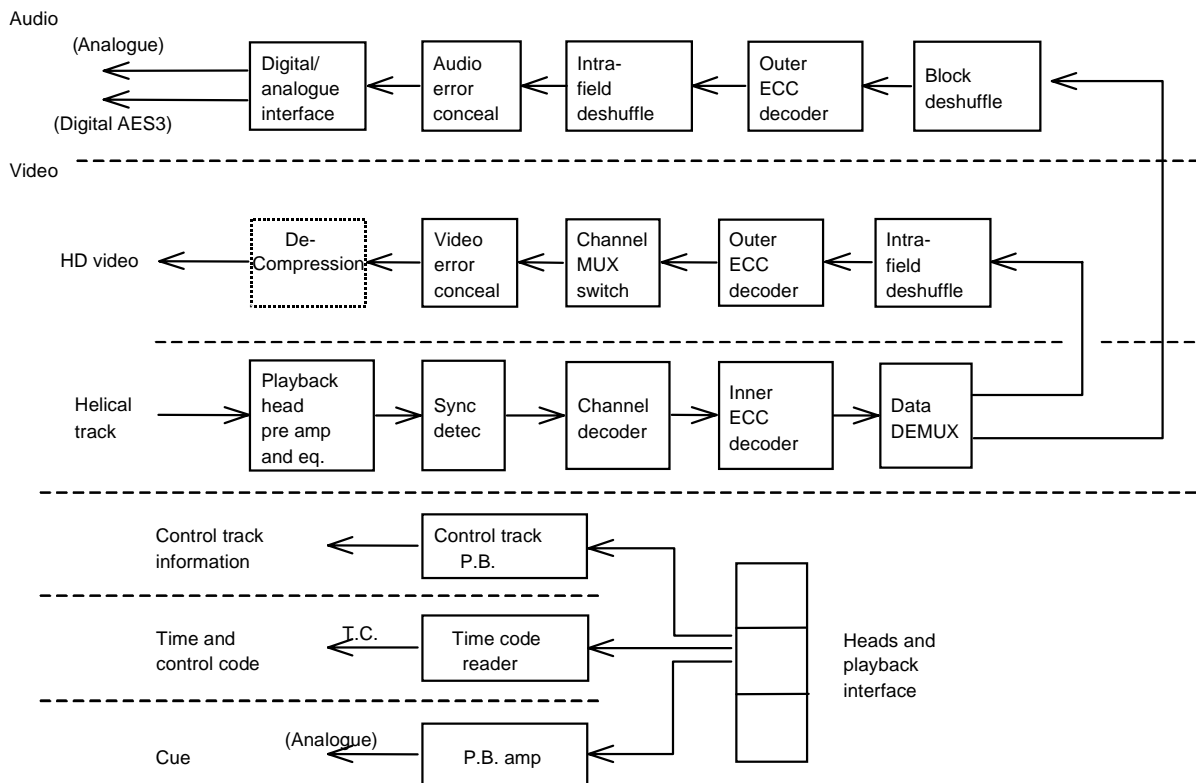 Audio
(Analogue)
(Digital AES3)
Digital/
analogue
interface
Audio
error
conceal
Intra-
field
deshuffle
Outer
ECC
decoder
Block
deshuffle
Video
HD video
De-
Compression
Video
error
conceal
Channel
MUX
switch
Outer
ECC
decoder
Intra-
field
deshuffle
Helical
track
Playback
head
pre amp
and eq.
Sync
detec
Channel
decoder
Inner
ECC
decoder
Data
DEMUX
Control track
information
Control track
P.B.
Time and
control code
T.C.
Time code
reader
Heads and
playback
interface
Cue
(Analogue)
P.B. amp